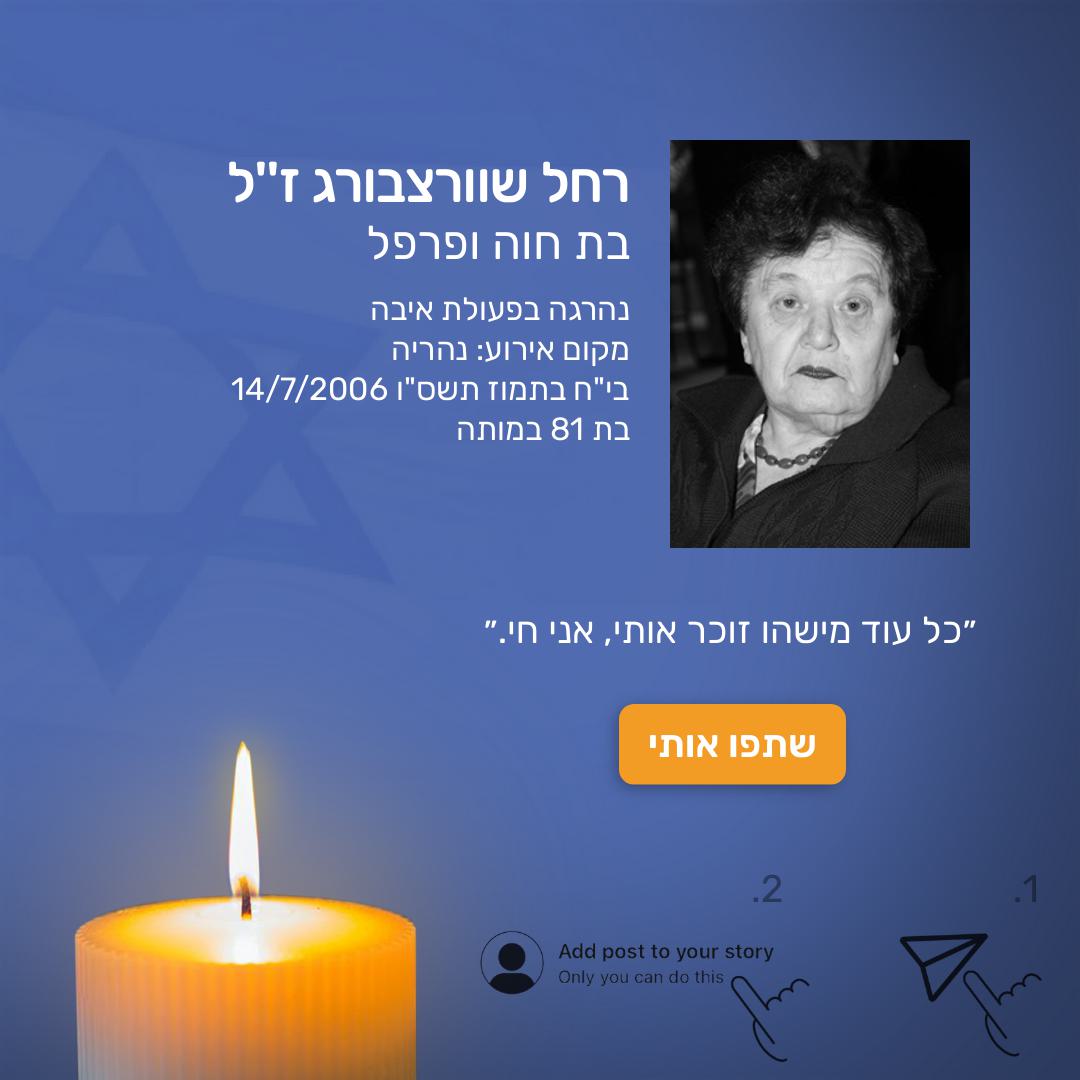 רחל שוורצבורג ז"ל
בת חוה ופרפל
נהרגה בפעולת איבה
מקום אירוע: נהריה
בי"ח בתמוז תשס"ו 14/7/2006
בת 81 במותה
״כל עוד מישהו זוכר אותי, אני חי.״
שתפו אותי
1.
2.
Add post to your story
Only you can do this